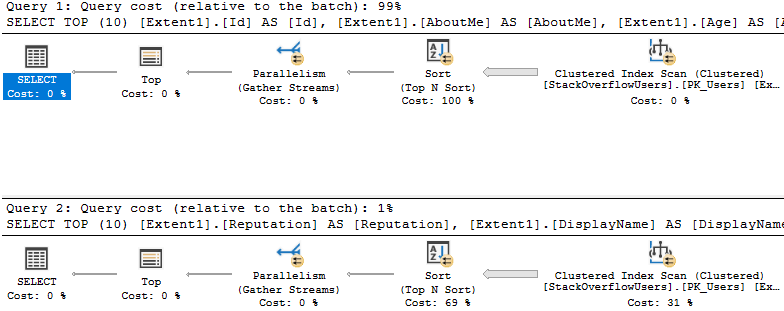 Query 1: Query cost (relative to the batch): 99%
SELECT TOP (10) [Extent1].[Id] AS [Id], [Extent1].[AboutMe] AS [AboutMe], [Extent1].[Age] AS [A
SELECT
Cost: 0 %
Top
Cost: 0 %
Parallelism
(Gather Streams)
Cost: 0 %
Sort
(Top N Sort)
Cost: 100 %
Clustered Index Scan (Clustered)
[StackOverflowUsers].[PK_Users] [Ex…
Cost: 0 %
Query 2: Query cost (relative to the batch): 1%
SELECT TOP (10) [Extent1].[Reputation] AS [Reputation], [Extent1].[DisplayName] AS [DisplayName
SELECT
Cost: 0 %
Top
Cost: 0 %
Parallelism
(Gather Streams)
Cost: 0 %
Sort
(Top N Sort)
Cost: 69 %
Clustered Index Scan (Clustered)
[StackOverflowUsers].[PK_Users] [Ex…
Cost: 31 %